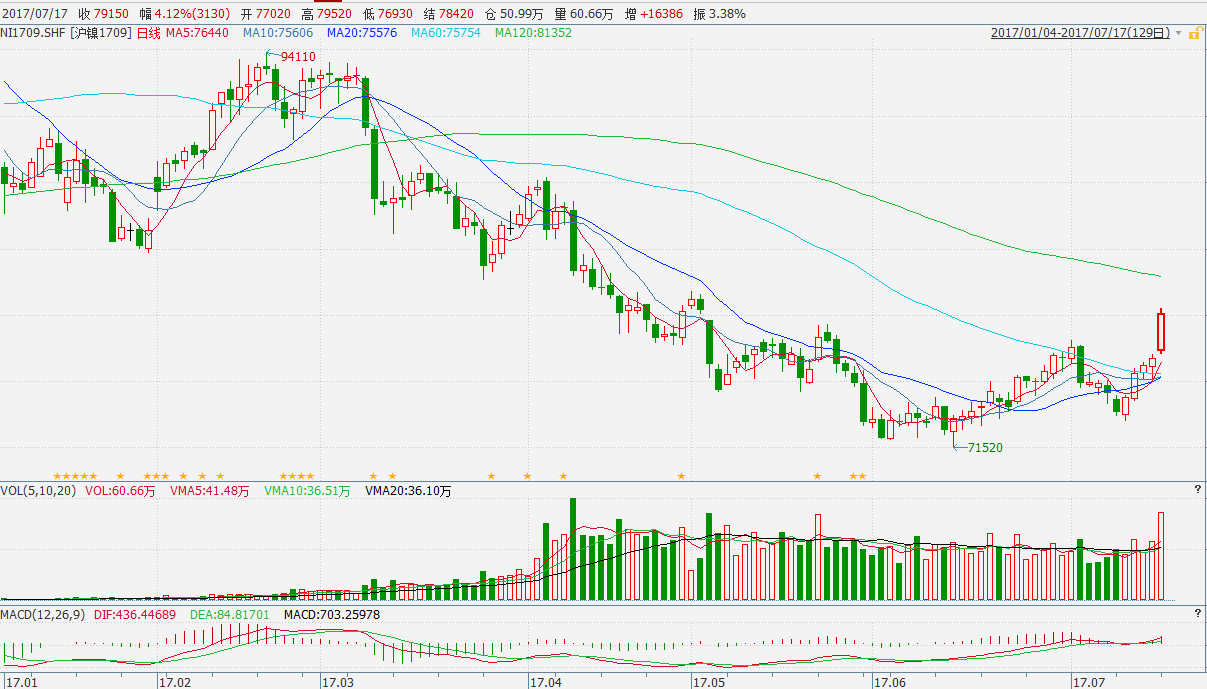 2017/07/17 收 79150 幅 4.12%(3130) 开 77020 高 79520 低 76930 结 78420 仓 50.99万 量 60.66万 增 +16386 振 3.38%
NI1709.SHF [沪镍1709] 日线 MA5:76440 MA10:75606 MA20:75576 MA60:75754 MA120:81352 2017/01/04-2017/07/17(129日)
94110
71520
VOL(5,10,20) VOL:60.66万 VMA5:41.48万 VMA10:36.51万 VMA20:36.10万 ?
MACD(12,26,9) DIF:436.44689 DEA:84.81701 MACD:703.25978 ?
17.01 17.02 17.03 17.04 17.05 17.06 17.07